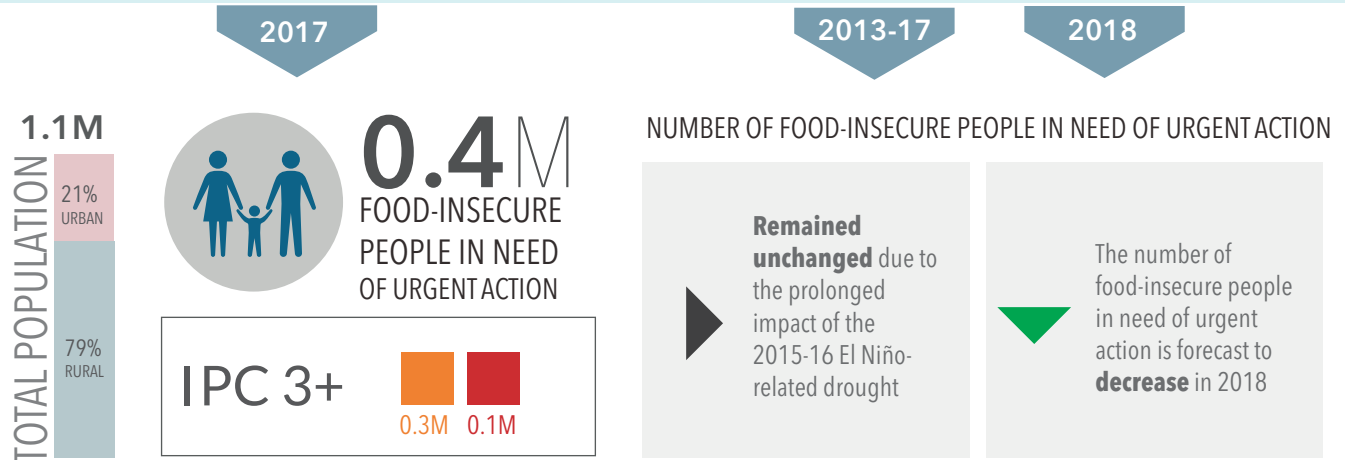 2017
2013-17
2018
1.1M
TOTAL POPULATION
21%
URBAN
79%
RURAL
0.4M
FOOD-INSECURE
PEOPLE IN NEED
OF URGENT ACTION
IPC 3+
0.3M 0.1M
NUMBER OF FOOD-INSECURE PEOPLE IN NEED OF URGENT ACTION
Remained
unchanged due to
the prolonged
impact of the
2015-16 El Niño-
related drought
The number of
food-insecure people
in need of urgent
action is forecast to
decrease in 2018